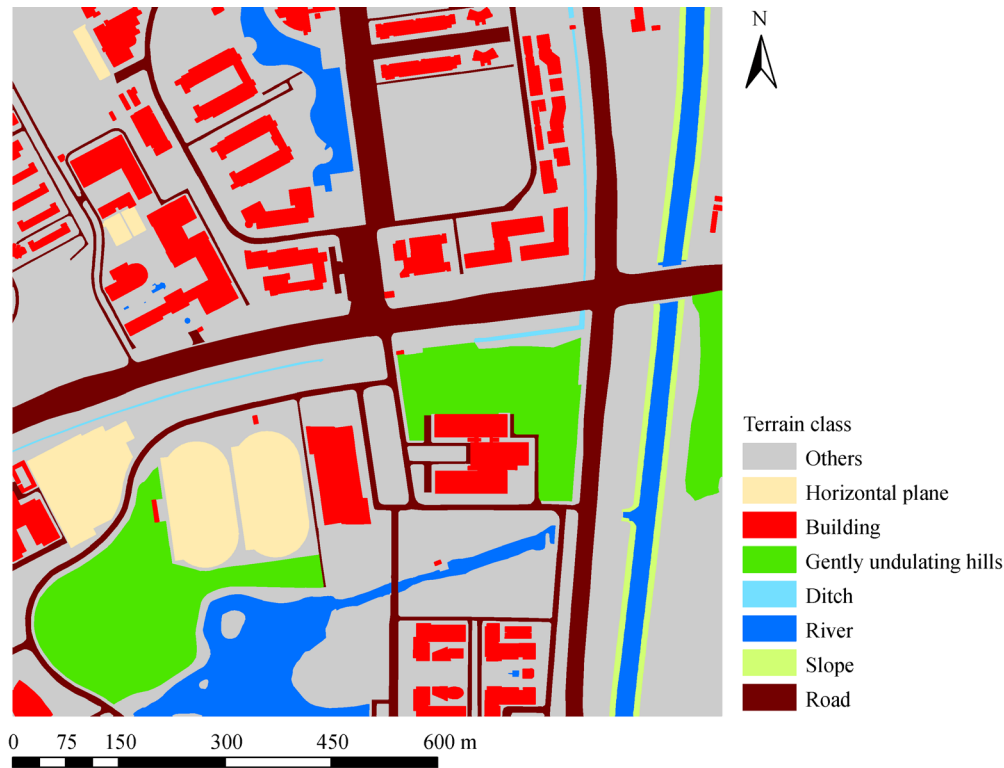 N
Terrain class
Others
Horizontal plane
Building
Gently undulating hills
Ditch
River
Slope
Road
0 75 150 300 450 600 m